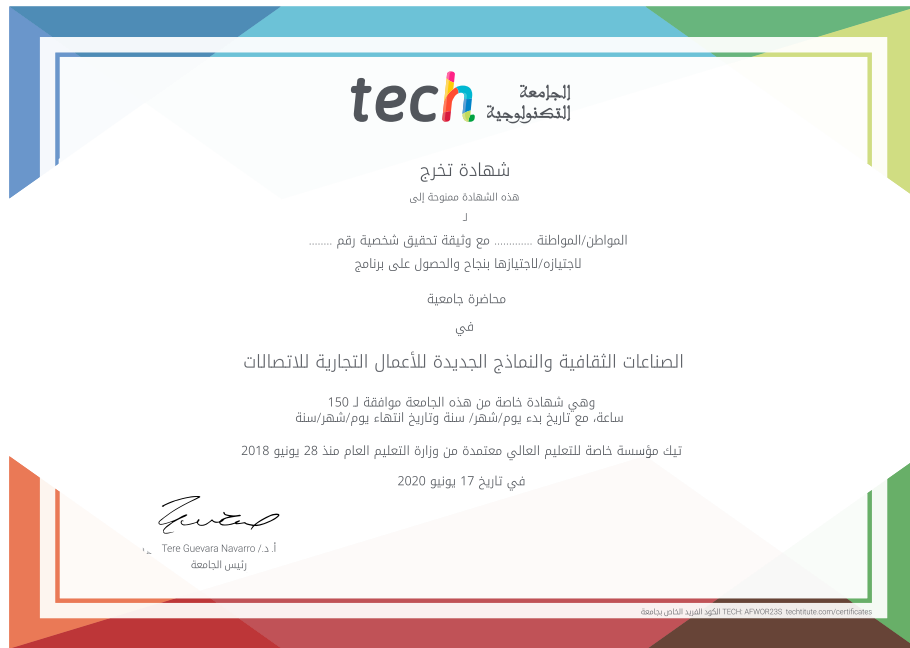 tech الجامعة
التكنولوجية
شهادة تخرج
هذه الشهادة ممنوحة إلى
لـ
المواطن/المواطنة ............ مع وثيقة تحقيق شخصية رقم ........
لاجتيازه/لاجتيازها بنجاح والحصول على برنامج
محاضرة جامعية
في
الصناعات الثقافية والنماذج الجديدة للأعمال التجارية للاتصالات
وهي شهادة خاصة من هذه الجامعة موافقة لـ 150
ساعة، مع تاريخ بدء يوم/شهر/ سنة وتاريخ انتهاء يوم/شهر/سنة
تيك مؤسسة خاصة للتعليم العالي معتمدة من وزارة التعليم العام منذ 28 يونيو 2018
في تاريخ 17 يونيو 2020
أ. د./ Tere Guevara Navarro
رئيس الجامعة
الكود الفريد الخاص بجامعة TECH: AFWOR23S techtitute.com/certificates